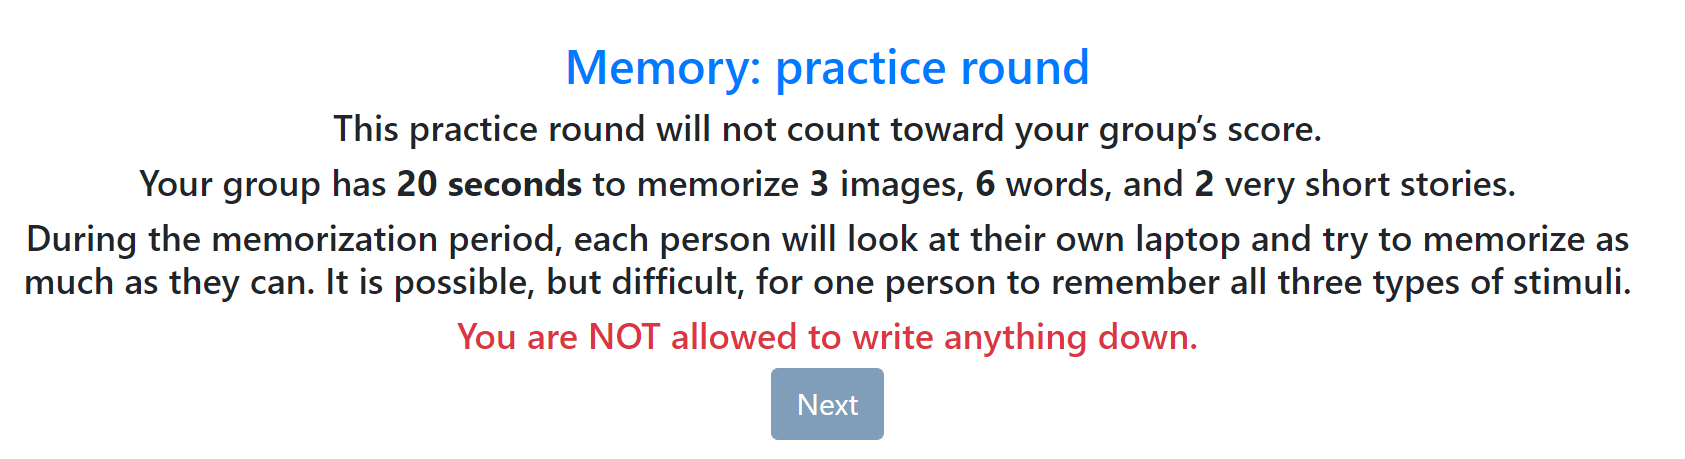 Memory: practice round
This practice round will not count toward your group’s score.
Your group has 20 seconds to memorize 3 images, 6 words, and 2 very short stories.
During the memorization period, each person will look at their own laptop and try to memorize as
much as they can. It is possible, but difficult, for one person to remember all three types of stimuli.
You are NOT allowed to write anything down.
Next